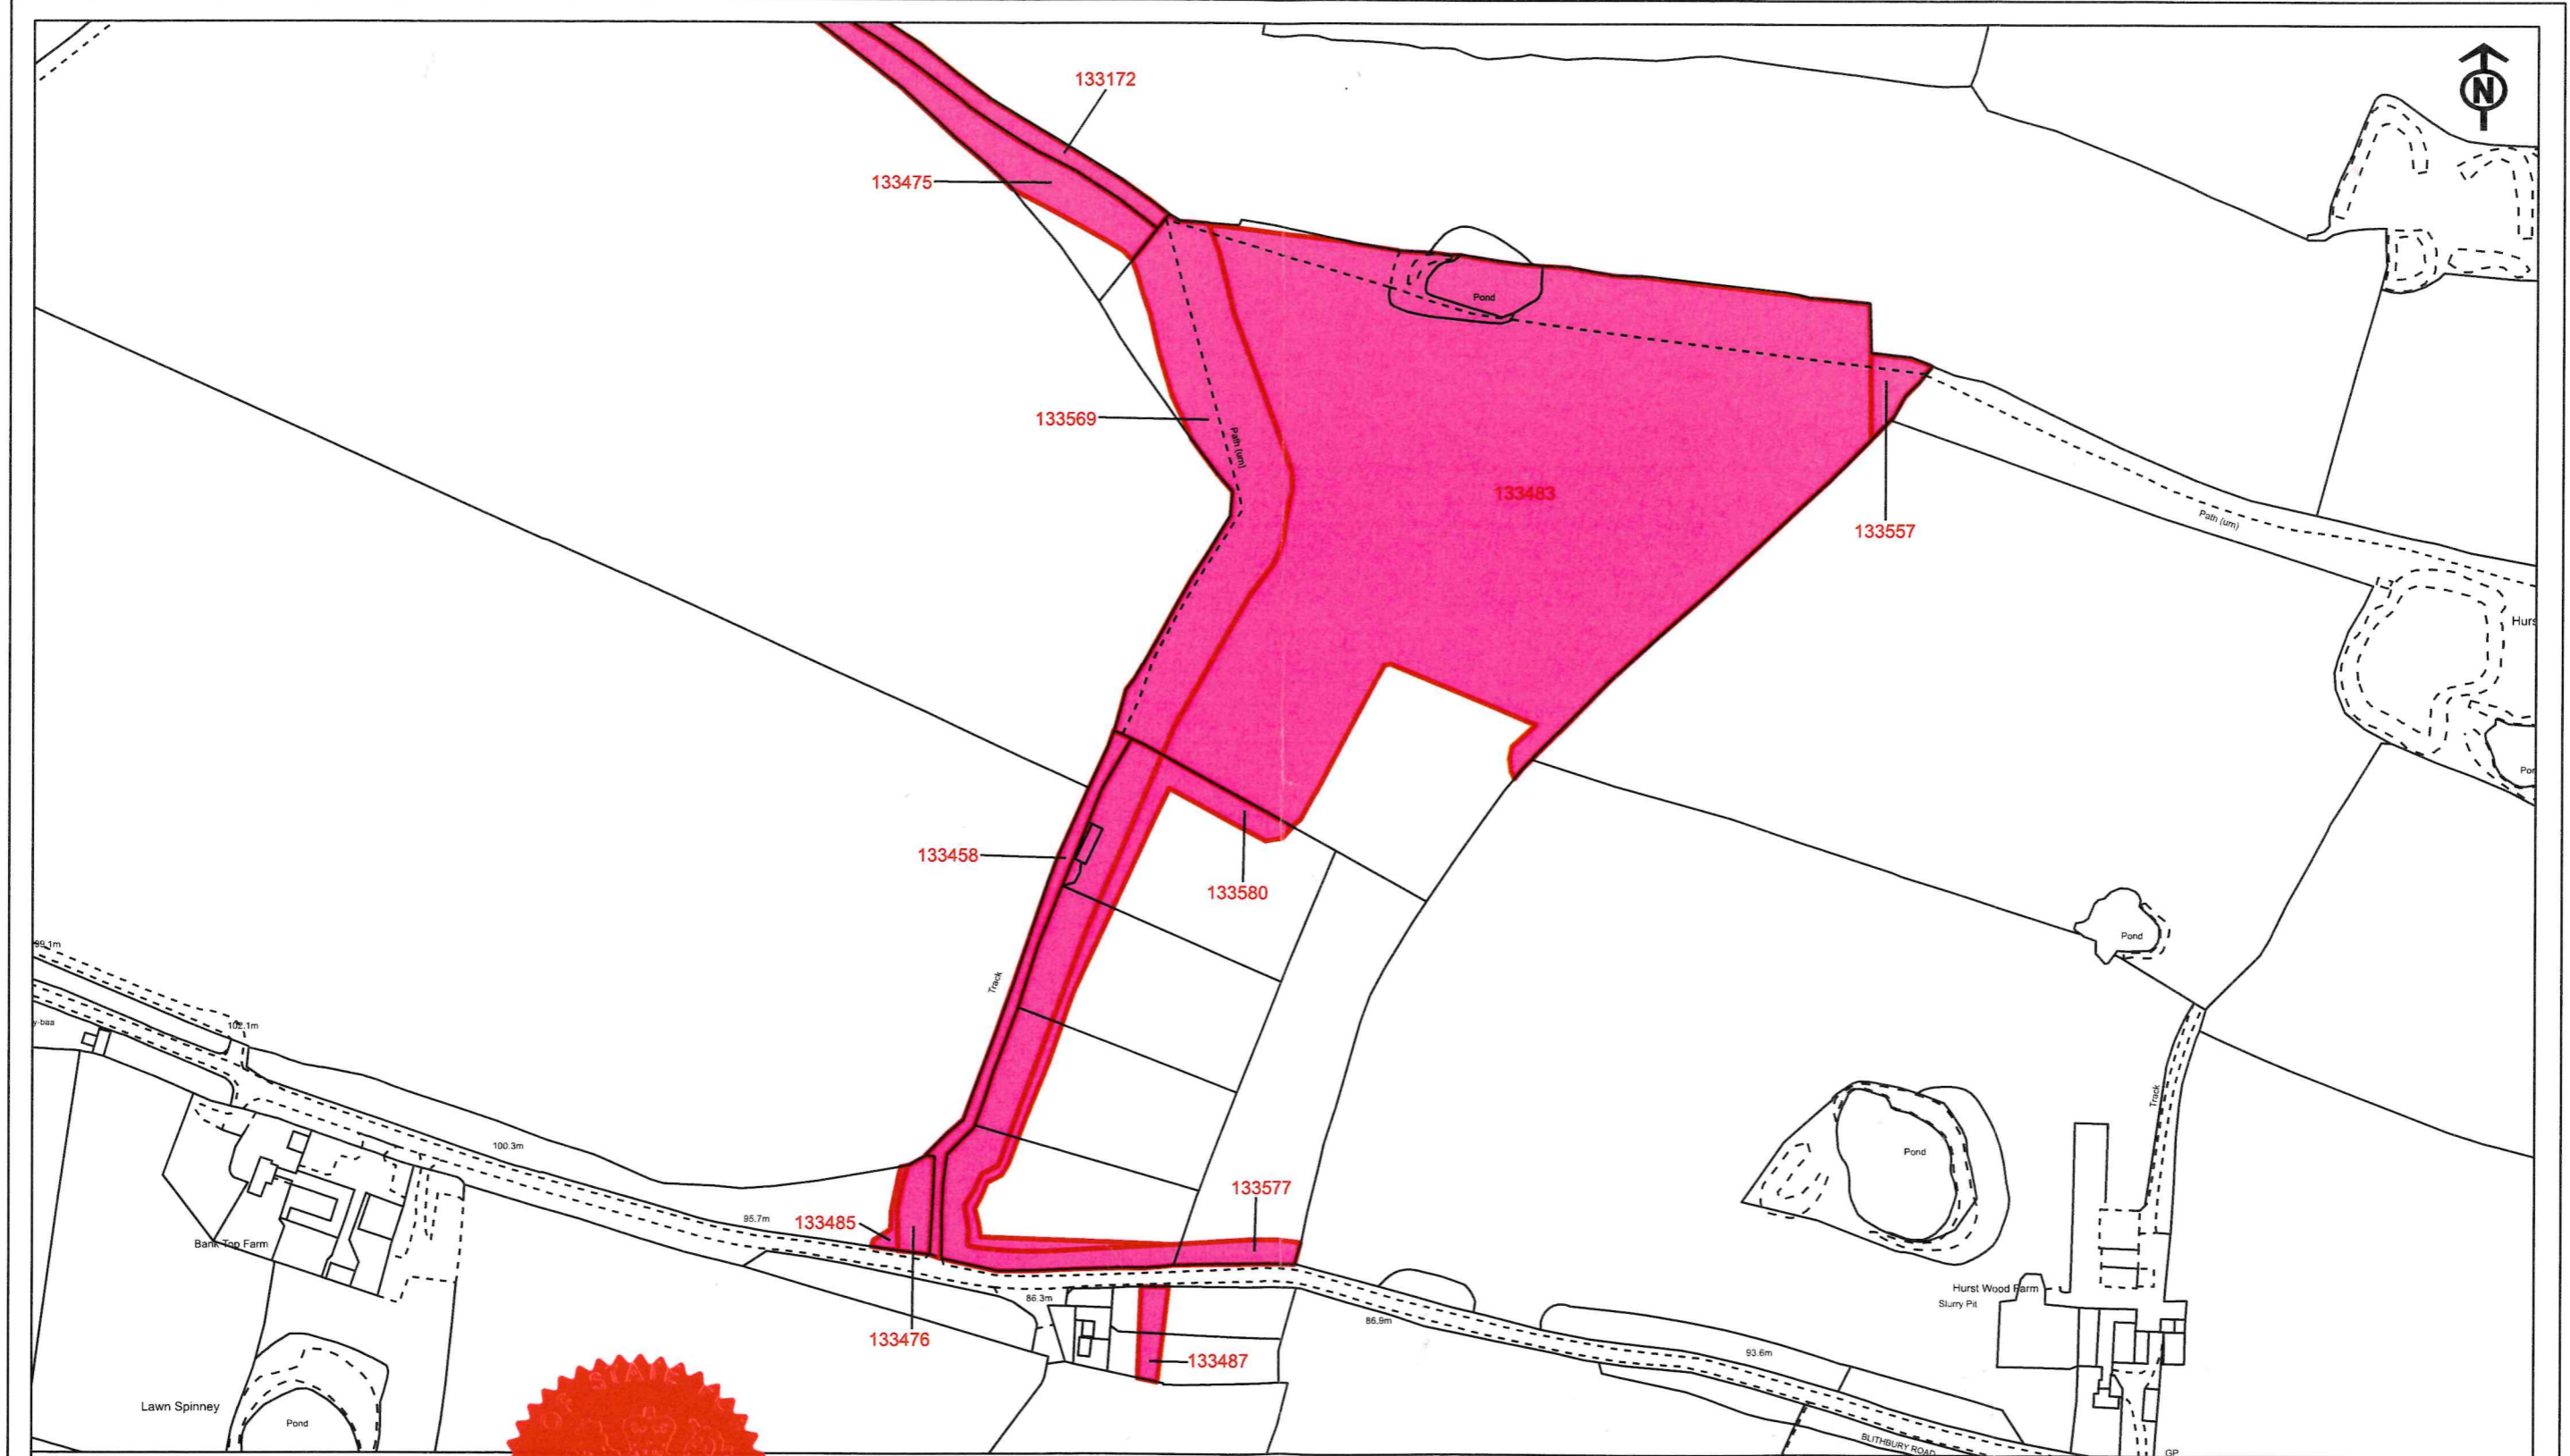 N
133172
133475
Pond
133569
Path (um)
133483
133557
Path (um)
133458
133580
Pond
99.1m
Track
102.1m
100.3m
Track
Pond
133577
95.7m
133485
Bank Top Farm
86.3m
Hurst Wood Farm
Slurry Pit
133476
86.9m
93.6m
133487
STATE
Lawn Spinney
Pond
BLITHBURY ROAD
GP